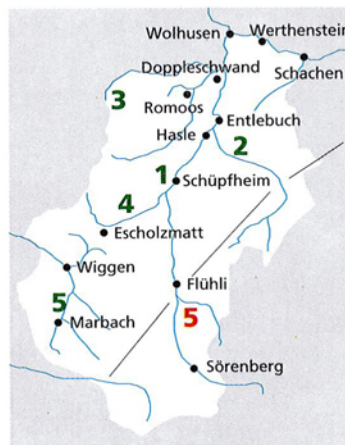 Wolhusen
Werthenstein
Doppleschwand
Schachen
3
Romoos
Entlebuch
Hasle
2
1
Schüpfheim
4
Escholzmatt
Wiggen
Flühli
5
Marbach
5
Sörenberg